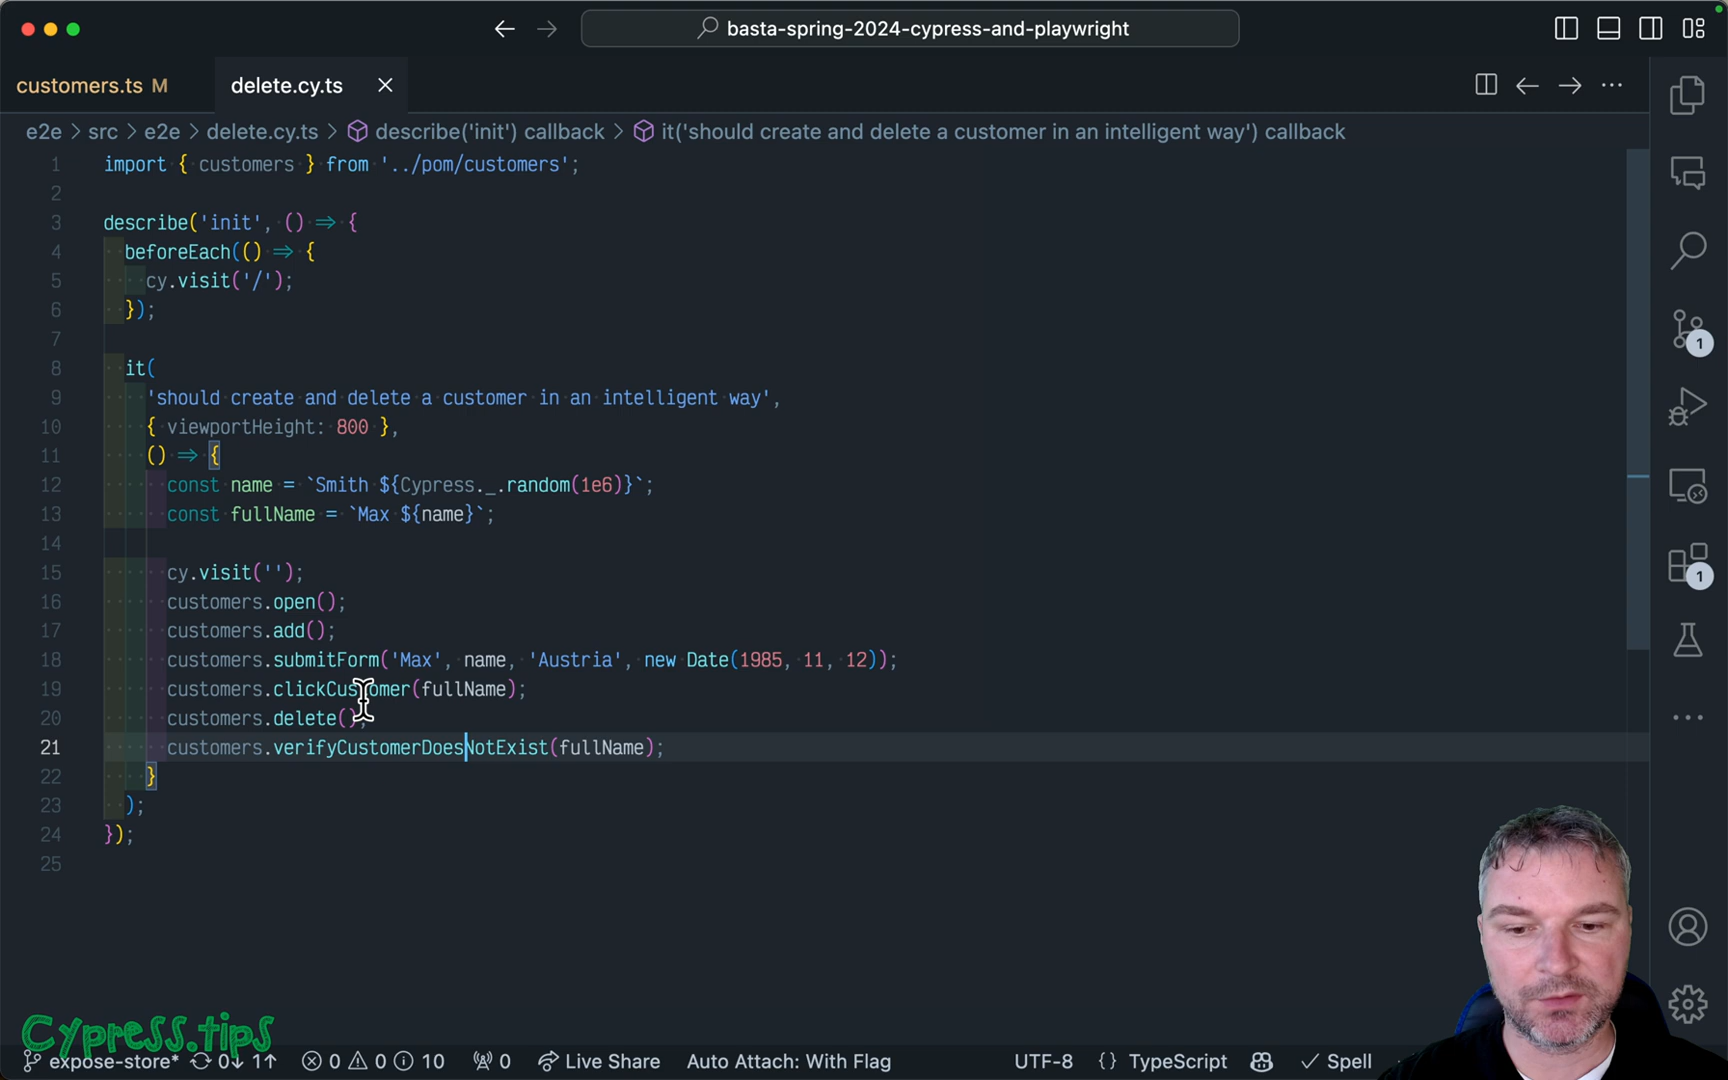 basta-spring-2024-cypress-and-playwright
customers.ts M
delete.cy.ts
e2e > src > e2e > delete.cy.ts > describe('init') callback > it('should create and delete a customer in an intelligent way') callback
1 import { customers } from '../pom/customers';
2
3 describe('init', () => {
4 beforeEach(() => {
5 cy.visit('/');
6 });
7
8 it(
9 'should create and delete a customer in an intelligent way',
10 { viewportHeight: 800 },
11 () => {
12 const name = `Smith ${Cypress._.random(1e6)}`;
13 const fullName = `Max ${name}`;
14
15 cy.visit('');
16 customers.open();
17 customers.add();
18 customers.submitForm('Max', name, 'Austria', new Date(1985, 11, 12));
19 customers.clickCustomer(fullName);
20 customers.delete();
21 customers.verifyCustomerDoesNotExist(fullName);
22 }
23 );
24 });
25
1
1
Cypress.tips
expose-store* 0↓ 1↑ 0 0 10 0 Live Share Auto Attach: With Flag UTF-8 {} TypeScript Spell